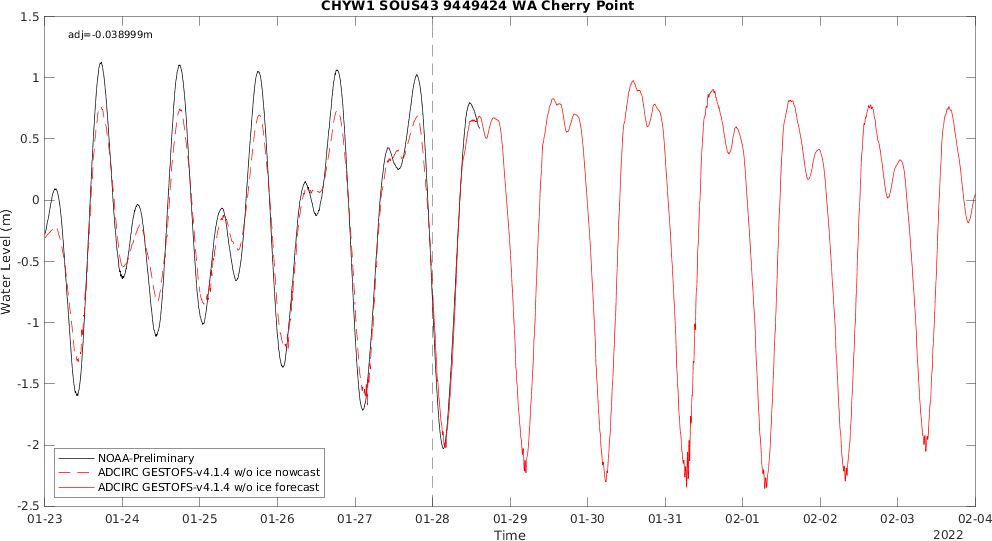 CHYW1 SOUS43 9449424 WA Cherry Point
adj=-0.038999m
1.5
1
0.5
0
-0.5
-1
-1.5
-2
-2.5
Water Level (m)
NOAA-Preliminary
ADCIRC GESTOFS-v4.1.4 w/o ice nowcast
ADCIRC GESTOFS-v4.1.4 w/o ice forecast
01-23 01-24 01-25 01-26 01-27 01-28 01-29 01-30 01-31 02-01 02-02 02-03 02-04
Time
2022